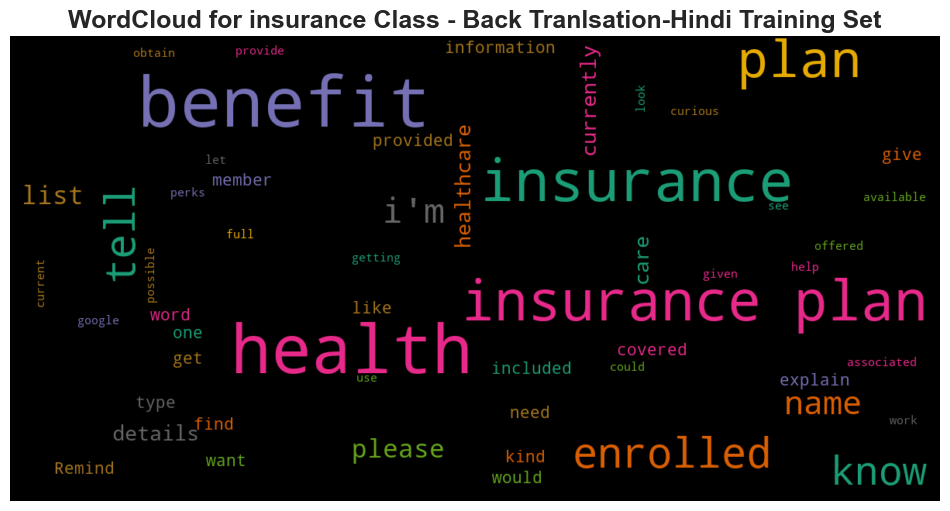 WordCloud for insurance Class - Back Tranlsation-Hindi Training Set
obtain
provide
information
plan
benefit
currently
look
curious
provided
healthcare
give
let
list
perks
member
tell
i'm
insurance
see
available
full
current
possible
getting
care
offered
given
help
google
word
one
like
insurance plan
health
get
use
included
covered
could
associated
explain
type
details
find
need
name
work
Remind
want
please
kind
would
enrolled
know